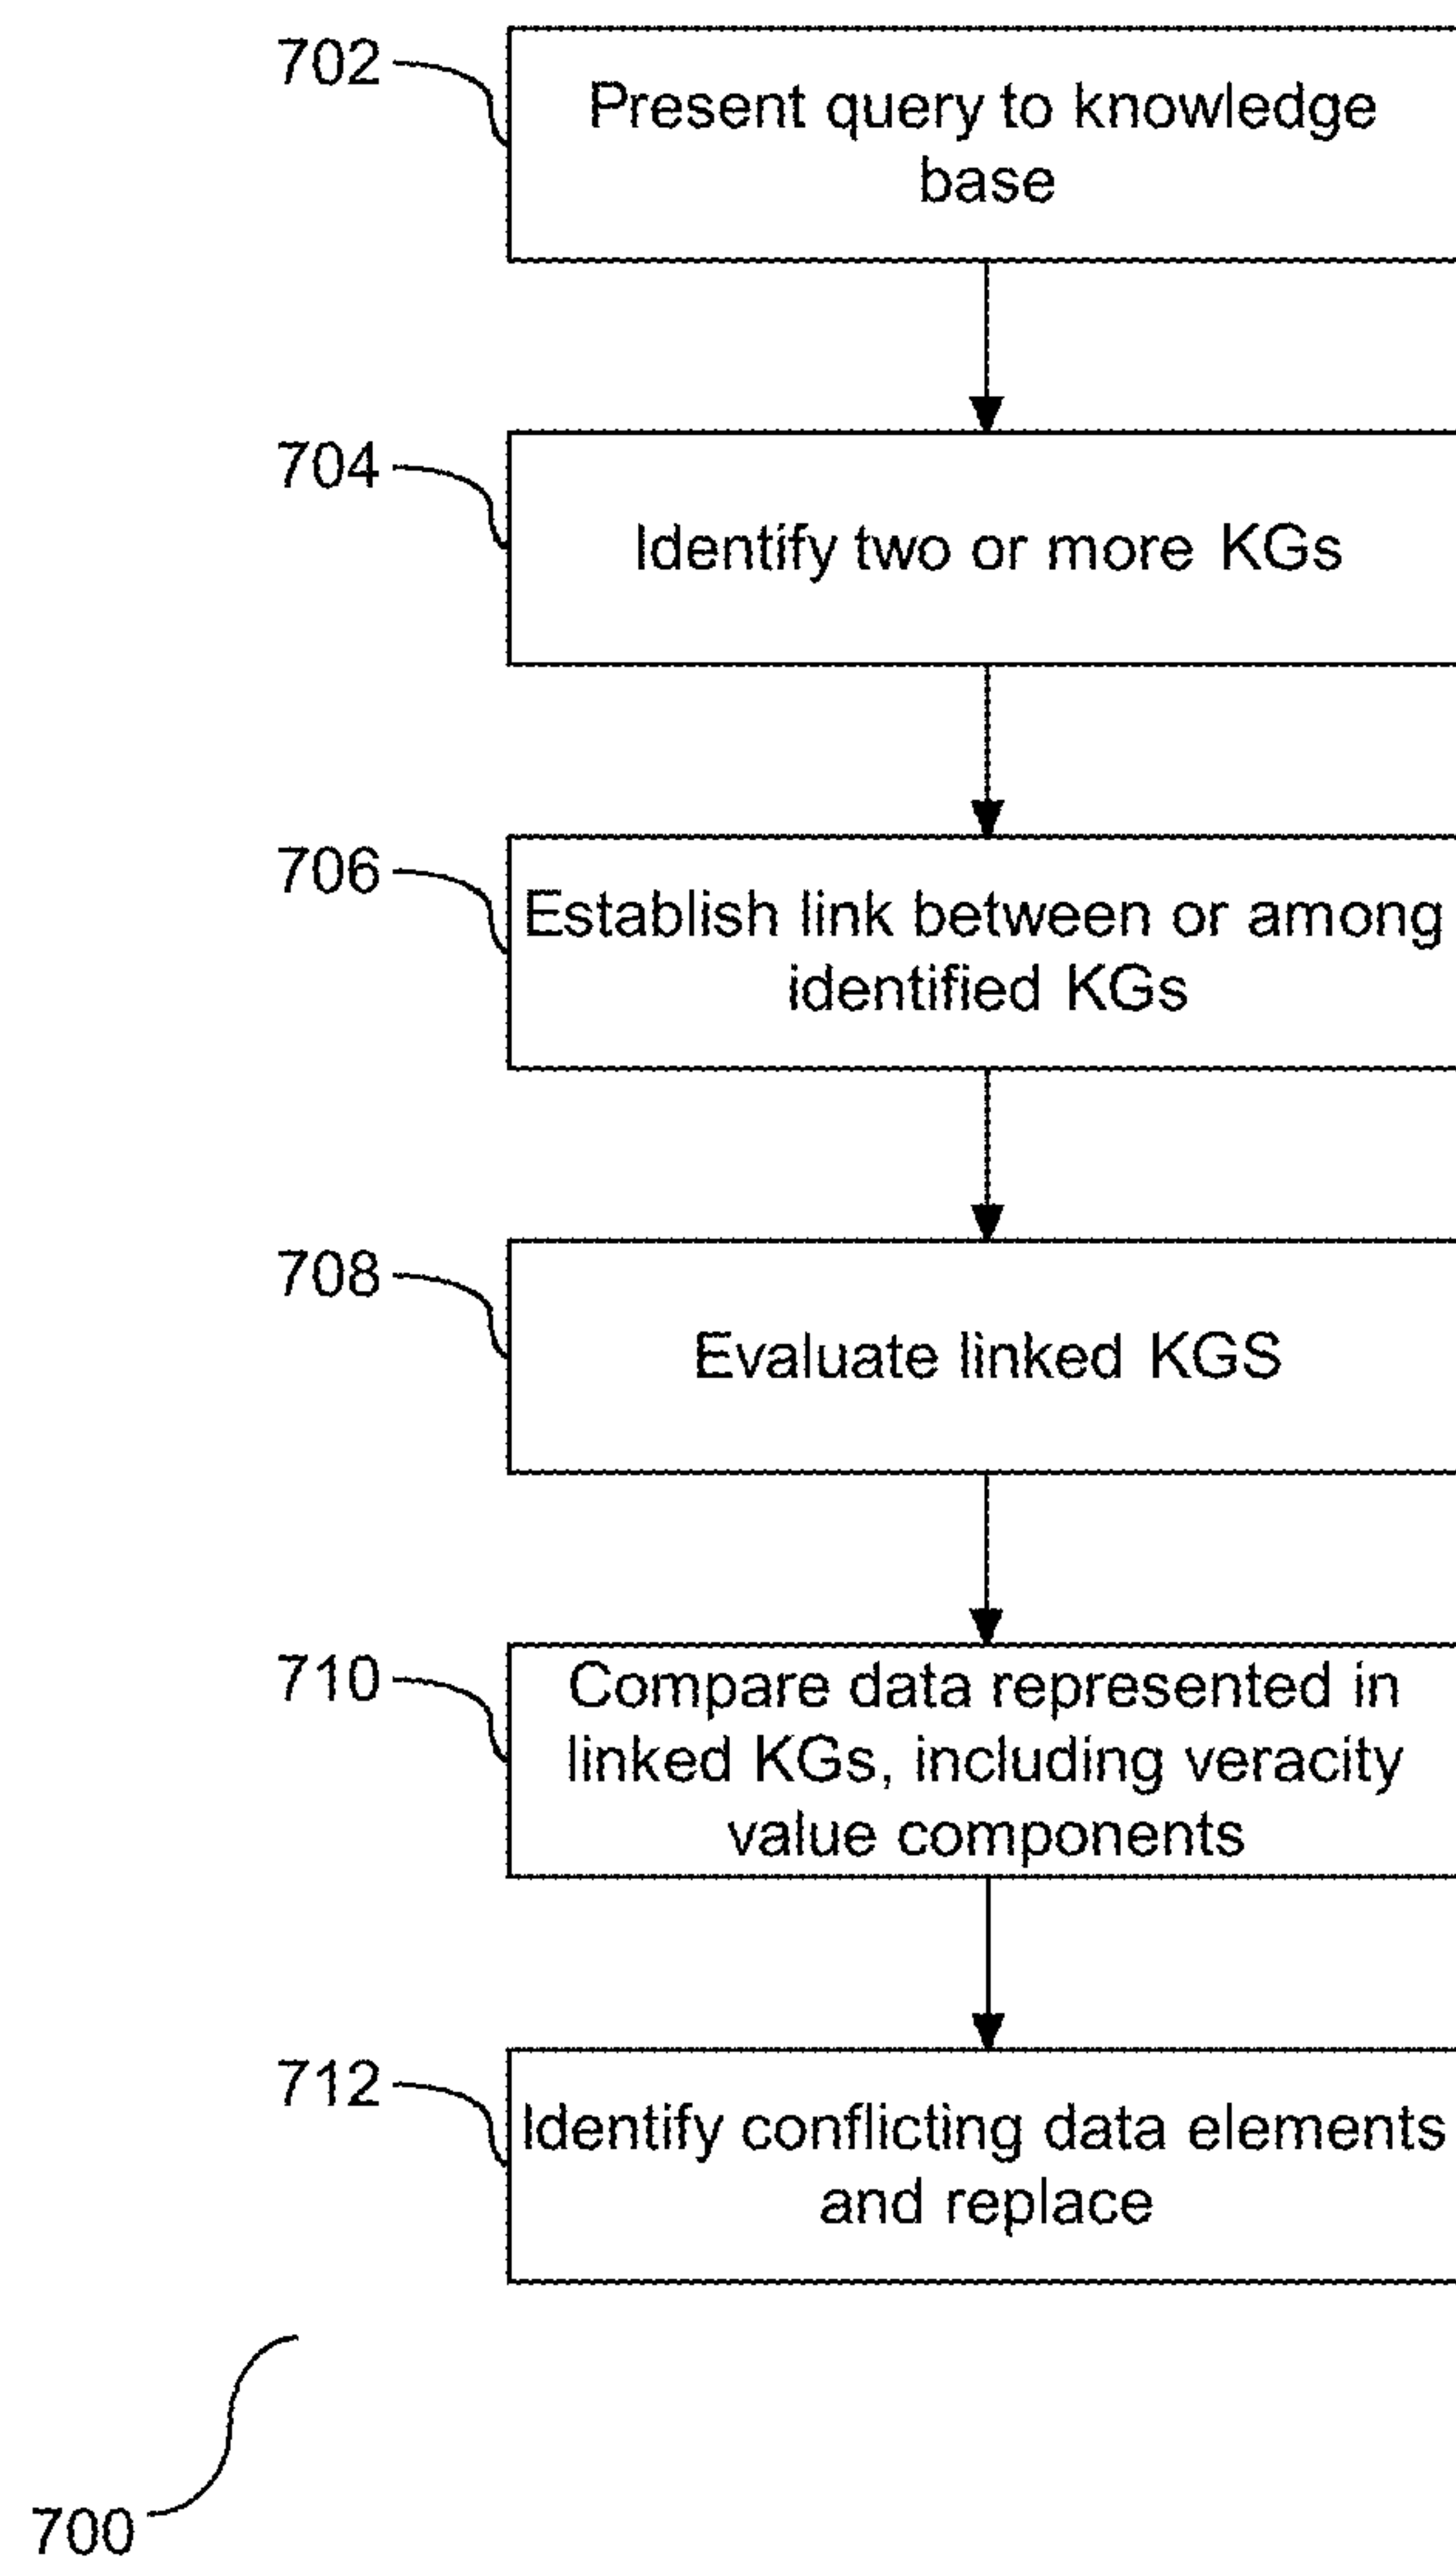 702
Present query to knowledge
base
704
Identify two or more KGs
706
Establish link between or among
identified KGs
708
Evaluate linked KGS
710
Compare data represented in
linked KGs, including veracity
value components
712
Identify conflicting data elements
and replace
700